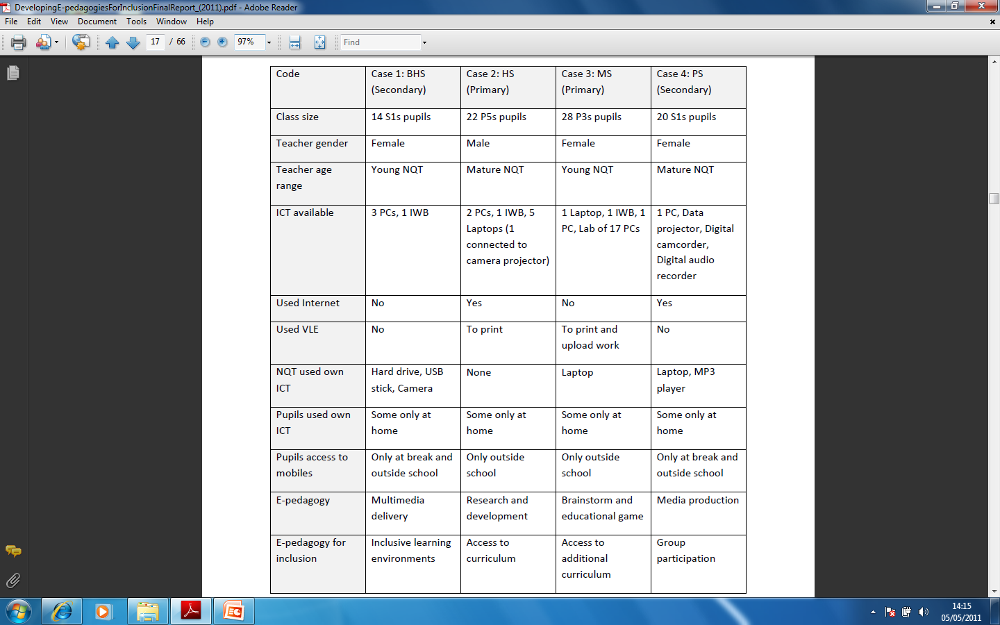 DevelopingE-pedagogiesForInclusionFinalReport_(2011).pdf - Adobe Reader
File Edit View Document Tools Window Help
17 / 66 97% Find
Code
Case 1: BHS
(Secondary)
Case 2: HS
(Primary)
Case 3: MS
(Primary)
Case 4: PS
(Secondary)
Class size
14 S1s pupils
22 P5s pupils
28 P3s pupils
20 S1s pupils
Teacher gender
Female
Male
Female
Female
Teacher age
range
Young NQT
Mature NQT
Young NQT
Mature NQT
ICT available
3 PCs, 1 IWB
2 PCs, 1 IWB, 5
Laptops (1
connected to
camera projector)
1 Laptop, 1 IWB, 1
PC, Lab of 17 PCs
1 PC, Data
projector, Digital
camcorder,
Digital audio
recorder
Used Internet
No
Yes
No
Yes
Used VLE
No
To print
To print and
upload work
No
NQT used own
ICT
Hard drive, USB
stick, Camera
None
Laptop
Laptop, MP3
player
Pupils used own
ICT
Some only at
home
Some only at
home
Some only at
home
Some only at
home
Pupils access to
mobiles
Only at break and
outside school
Only outside
school
Only outside
school
Only at break and
outside school
E-pedagogy
Multimedia
delivery
Research and
development
Brainstorm and
educational game
Media production
E-pedagogy for
inclusion
Inclusive learning
environments
Access to
curriculum
Access to
additional
curriculum
Group
participation
14:15
05/05/2011